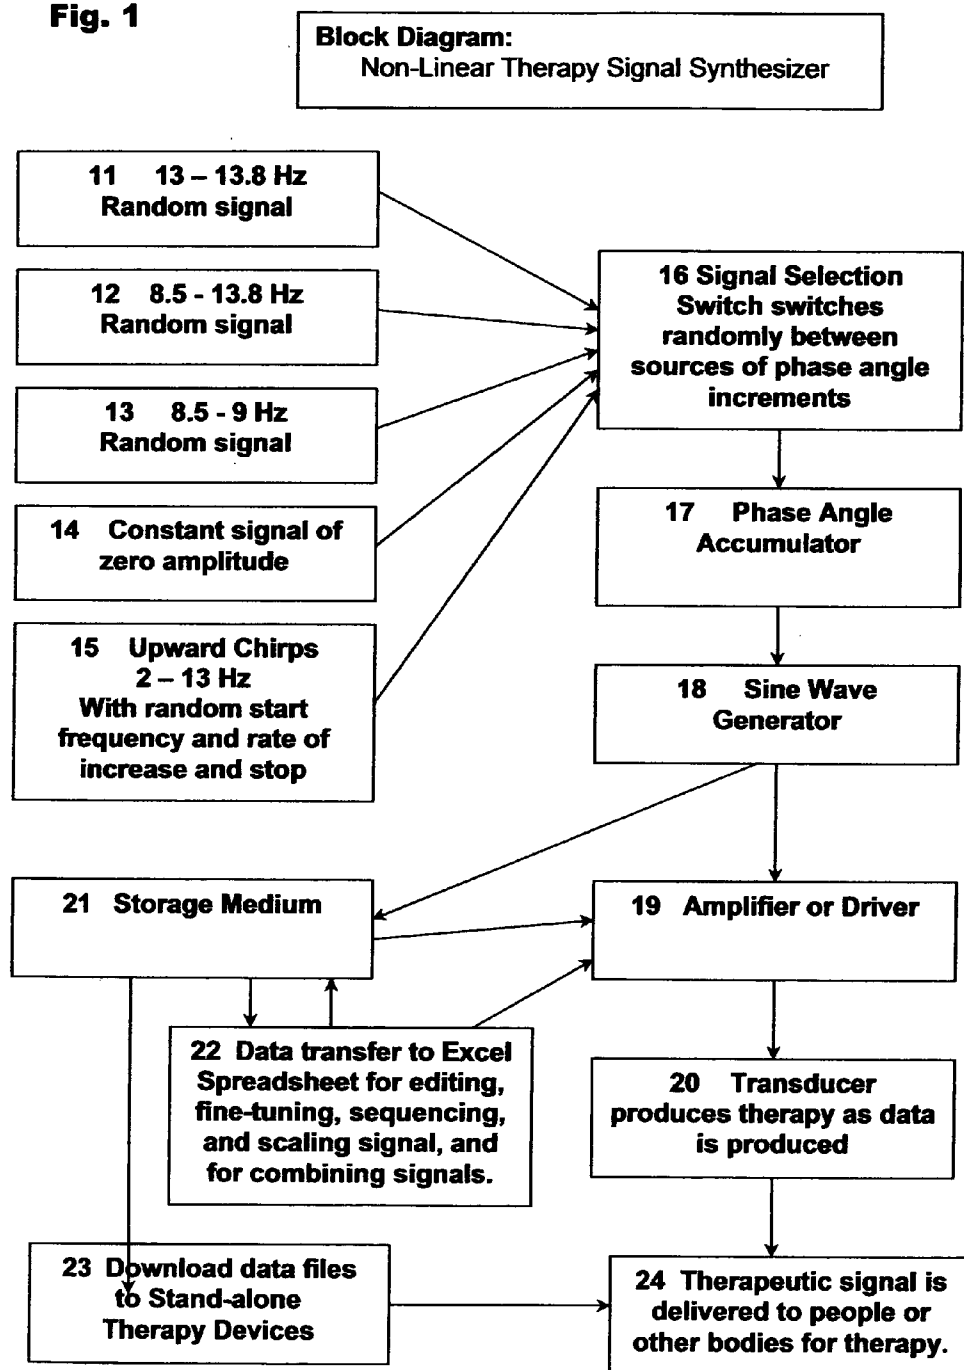 Fig. 1
Block Diagram:
Non-Linear Therapy Signal Synthesizer
11 13 – 13.8 Hz
Random signal
12 8.5 - 13.8 Hz
Random signal
13 8.5 - 9 Hz
Random signal
14 Constant signal of
zero amplitude
15 Upward Chirps
2 – 13 Hz
With random start
frequency and rate of
increase and stop
16 Signal Selection
Switch switches
randomly between
sources of phase angle
increments
17 Phase Angle
Accumulator
18 Sine Wave
Generator
21 Storage Medium
19 Amplifier or Driver
22 Data transfer to Excel
Spreadsheet for editing,
fine-tuning, sequencing,
and scaling signal, and
for combining signals.
20 Transducer
produces therapy as data
is produced
23 Download data files
to Stand-alone
Therapy Devices
24 Therapeutic signal is
delivered to people or
other bodies for therapy.